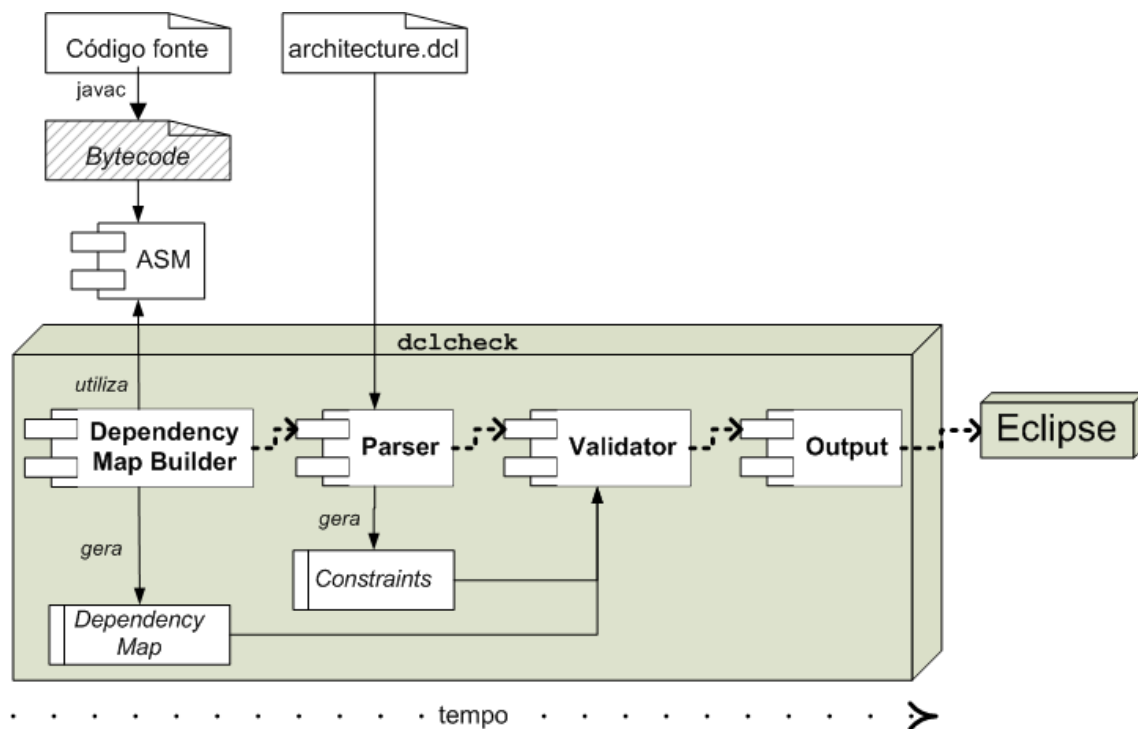 Código fonte
architecture.dcl
javac
Bytecode
ASM
dclcheck
utiliza
Dependency
Map Builder
Parser
Validator
Output
Eclipse
gera
gera
Constraints
Dependency
Map
tempo